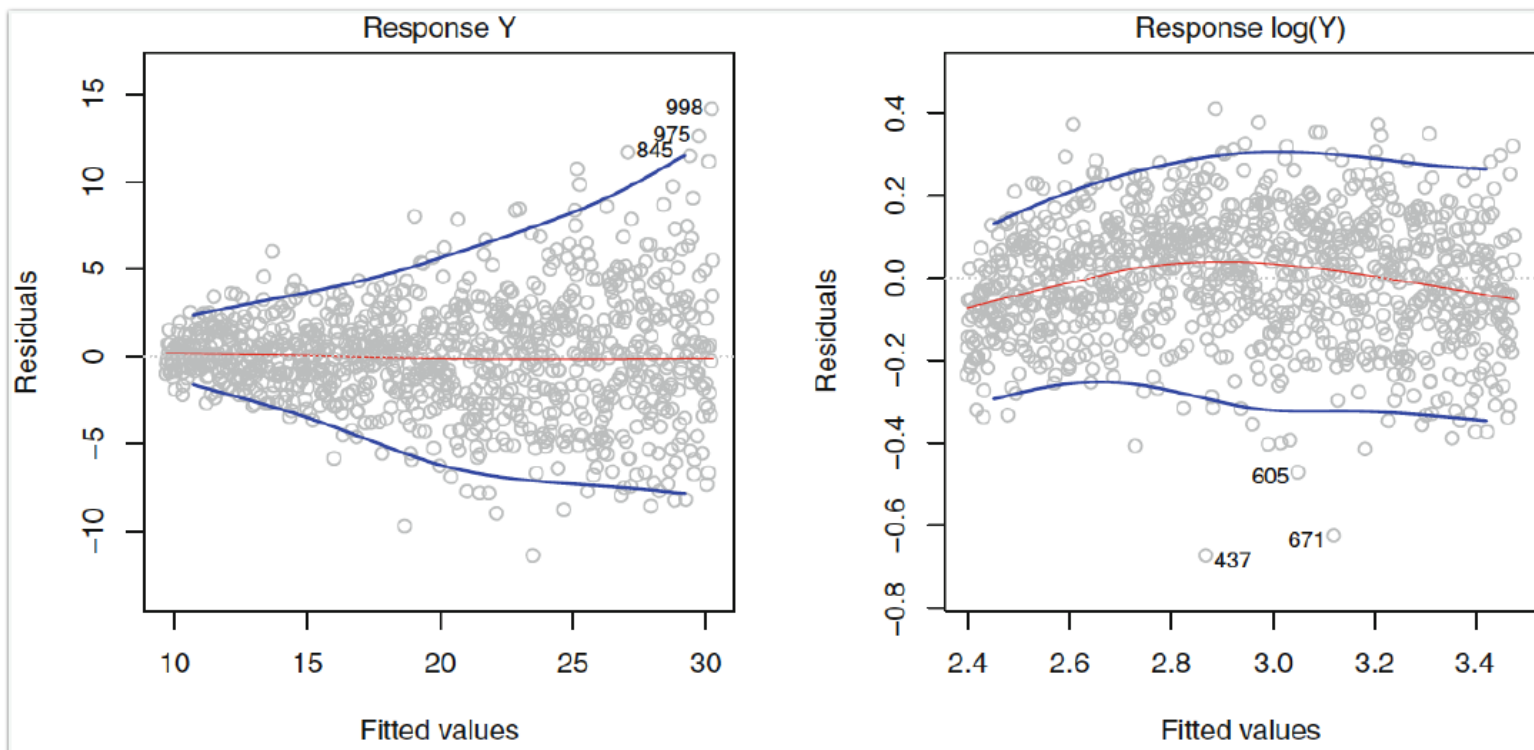 Response Y
Residuals
15
10
5
0
−5
−10
998
975
845
10 15 20 25 30
Fitted values
Response log(Y)
Residuals
0.4
0.2
0.0
−0.2
−0.4
−0.6
−0.8
605
671
437
2.4 2.6 2.8 3.0 3.2 3.4
Fitted values